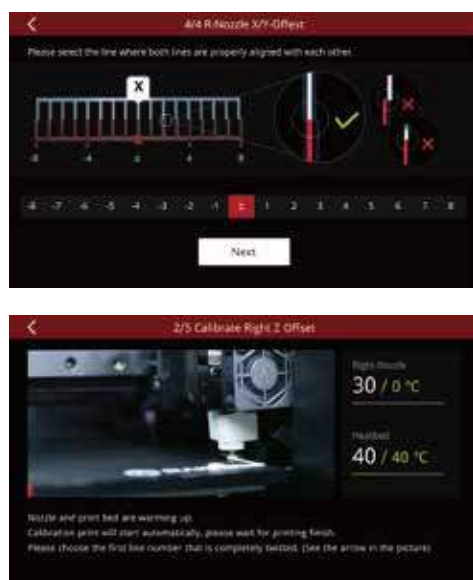 4/4 R-Nozzle X/Y-Offest
Please select the line where both lines are properly aligned with each other.
X
-8 -4 0 4 8
-8 -7 -6 -5 -4 -3 -2 -1 0 1 2 3 4 5 6 7 8
Next
2/5 Calibrate Right Z Offset
Right Nozzle
30 / 0 °C
Heatbed
40 / 40 °C
Nozzle and print bed are warming up.
Calibration print will start automatically, please wait for printing finish.
Please choose the first line number that is completely twisted. (See the arrow in the picture)